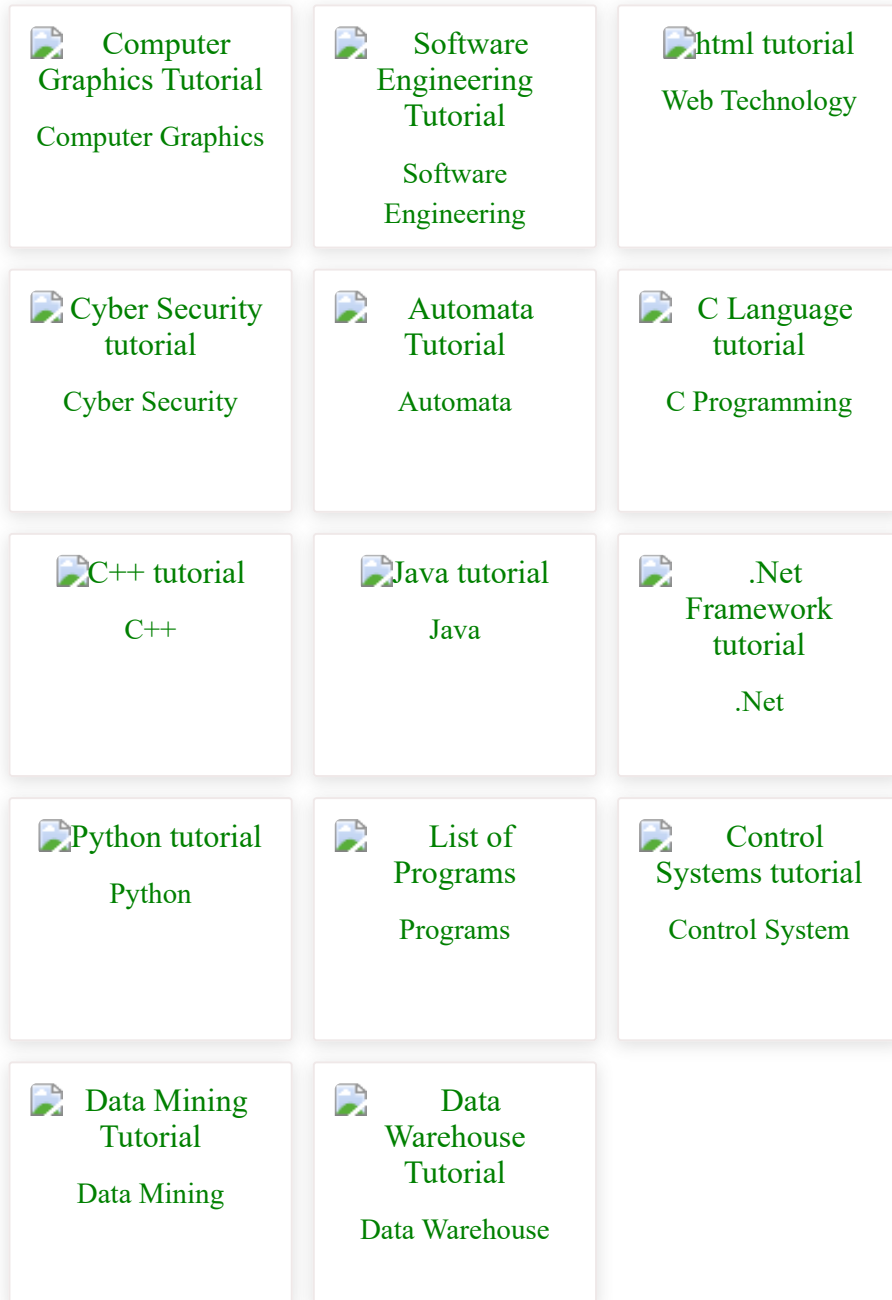 Computer
Graphics Tutorial
Computer Graphics
Software
Engineering
Tutorial
Software
Engineering
html tutorial
Web Technology
Cyber Security
tutorial
Cyber Security
Automata
Tutorial
Automata
C Language
tutorial
C Programming
C++ tutorial
C++
Java tutorial
Java
.Net
Framework
tutorial
.Net
Python tutorial
Python
List of
Programs
Programs
Control
Systems tutorial
Control System
Data Mining
Tutorial
Data Mining
Data
Warehouse
Tutorial
Data Warehouse